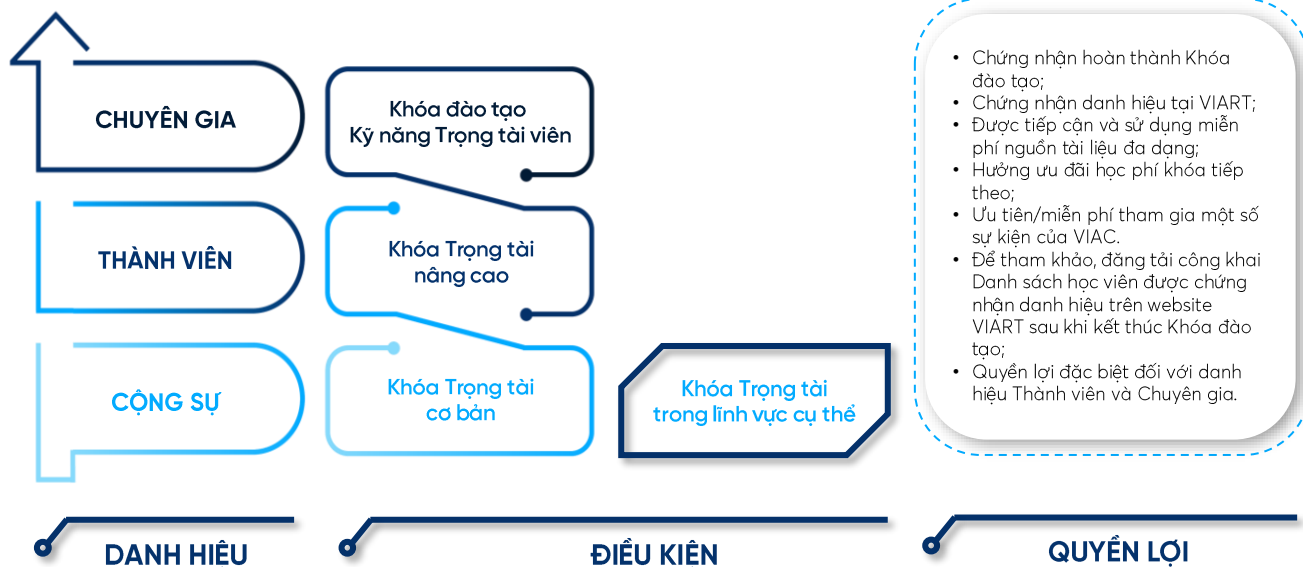 CHUYÊN GIA
Khóa đào tạo
Kỹ năng Trọng tài viên
THÀNH VIÊN
Khóa Trọng tài
nâng cao
CỘNG SỰ
Khóa Trọng tài
cơ bản
Khóa Trọng tài
trong lĩnh vực cụ thể
• Chứng nhận hoàn thành Khóa
đào tạo;
• Chứng nhận danh hiệu tại VIART;
• Được tiếp cận và sử dụng miễn
phí nguồn tài liệu đa dạng;
• Hưởng ưu đãi học phí khóa tiếp
theo;
• Ưu tiên/miễn phí tham gia một số
sự kiện của VIAC.
• Để tham khảo, đăng tải công khai
Danh sách học viên được chứng
nhận danh hiệu trên website
VIART sau khi kết thúc Khóa đào
tạo;
• Quyền lợi đặc biệt đối với danh
hiệu Thành viên và Chuyên gia.
DANH HIÊU
ĐIỀU KIÊN
QUYỀN LỢI